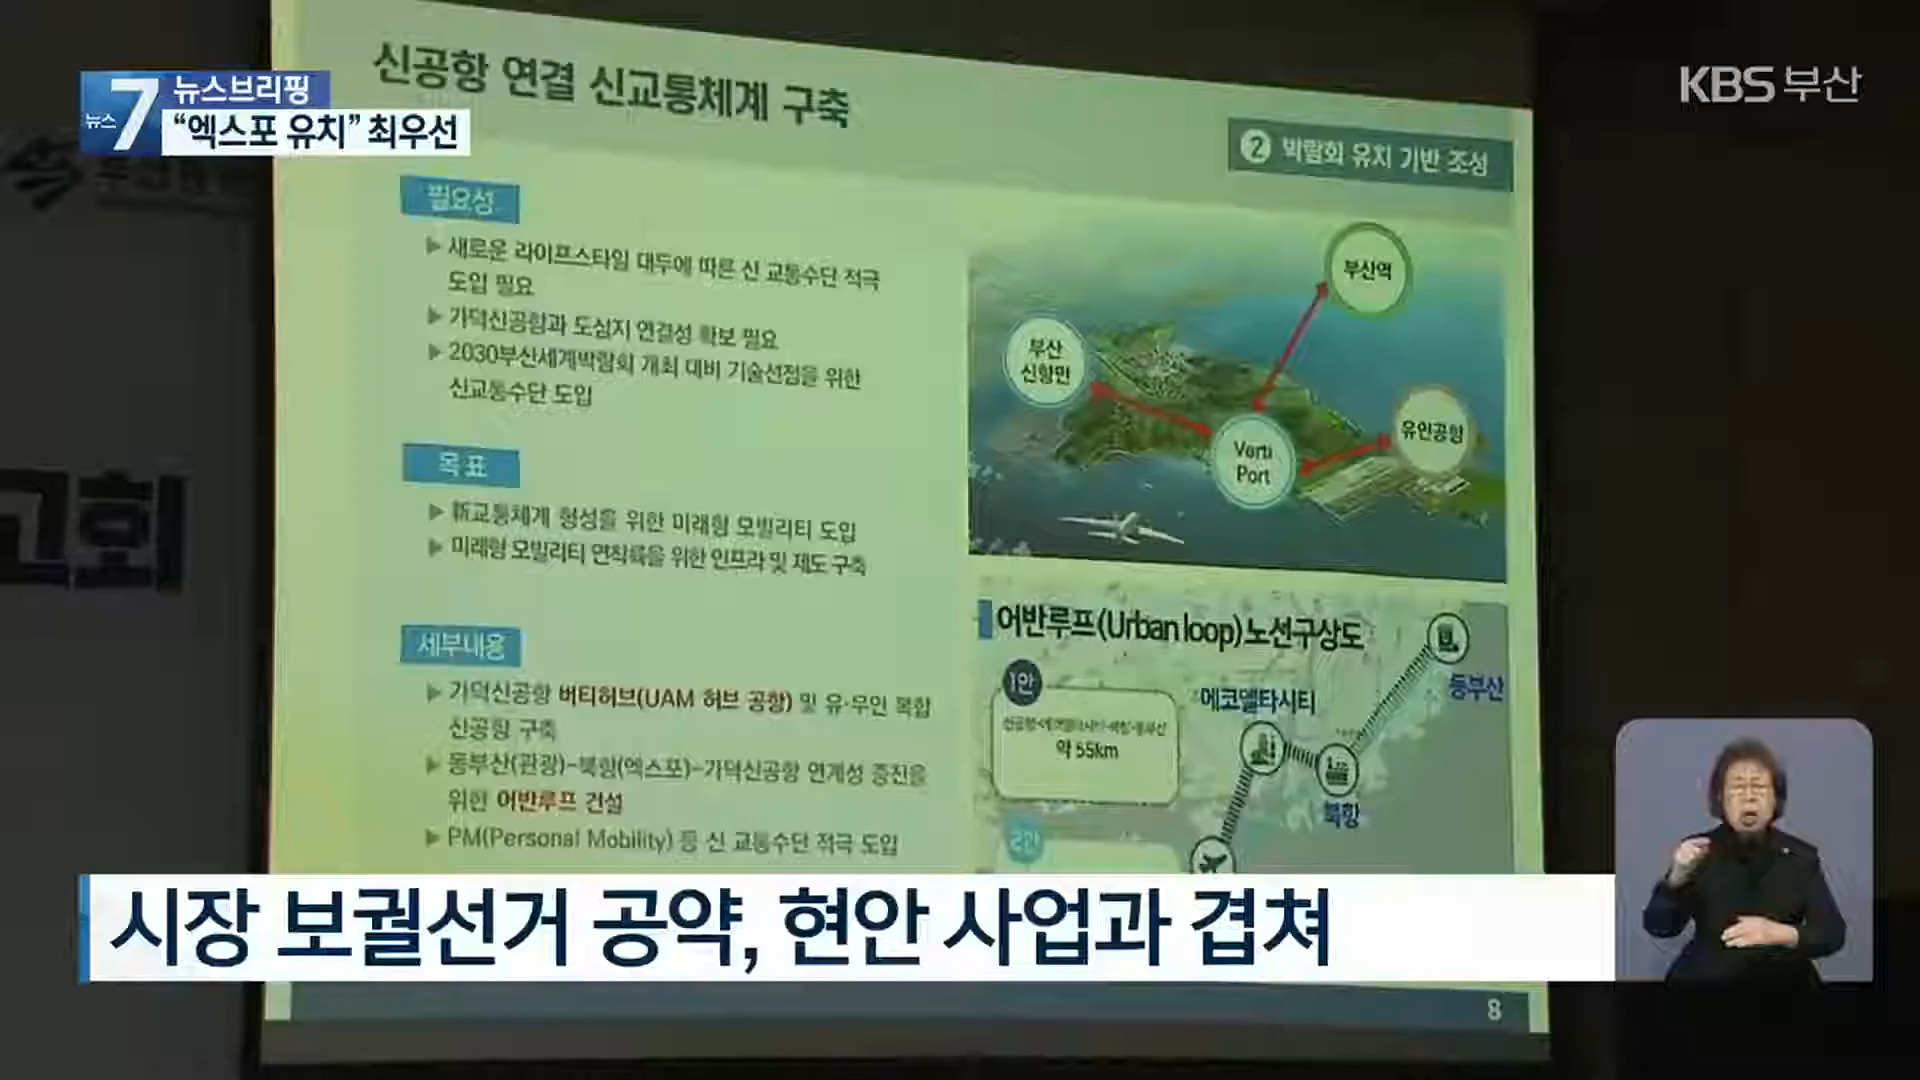 뉴스 7 뉴스브리핑
“엑스포 유치” 최우선
KBS 부산
신공항 연결 신교통체계 구축
2 박람회 유치 기반 조성
필요성
▶ 새로운 라이프스타일 대두에 따른 신 교통수단 적극
도입 필요
▶ 가덕신공항과 도심지 연결성 확보 필요
▶ 2030부산세계박람회 개최 대비 기술선점을 위한
신교통수단 도입
목표
▶ 新교통체계 형성을 위한 미래형 모빌리티 도입
▶ 미래형 모빌리티 연착륙을 위한 인프라 및 제도 구축
세부내용
▶ 가덕신공항 버티허브(UAM 허브 공항) 및 유·무인 복합
신공항 구축
▶ 동부산(관광)-북항(엑스포)-가덕신공항 연계성 증진을
위한 어반루프 건설
▶ PM(Personal Mobility) 등 신 교통수단 적극 도입
부산역
부산
신항만
Verti
Port
유인공항
어반루프(Urban loop)노선구상도
1안
약 55km
에코델타시티
동부산
북항
2안
고회
시장 보궐선거 공약, 현안 사업과 겹쳐
8